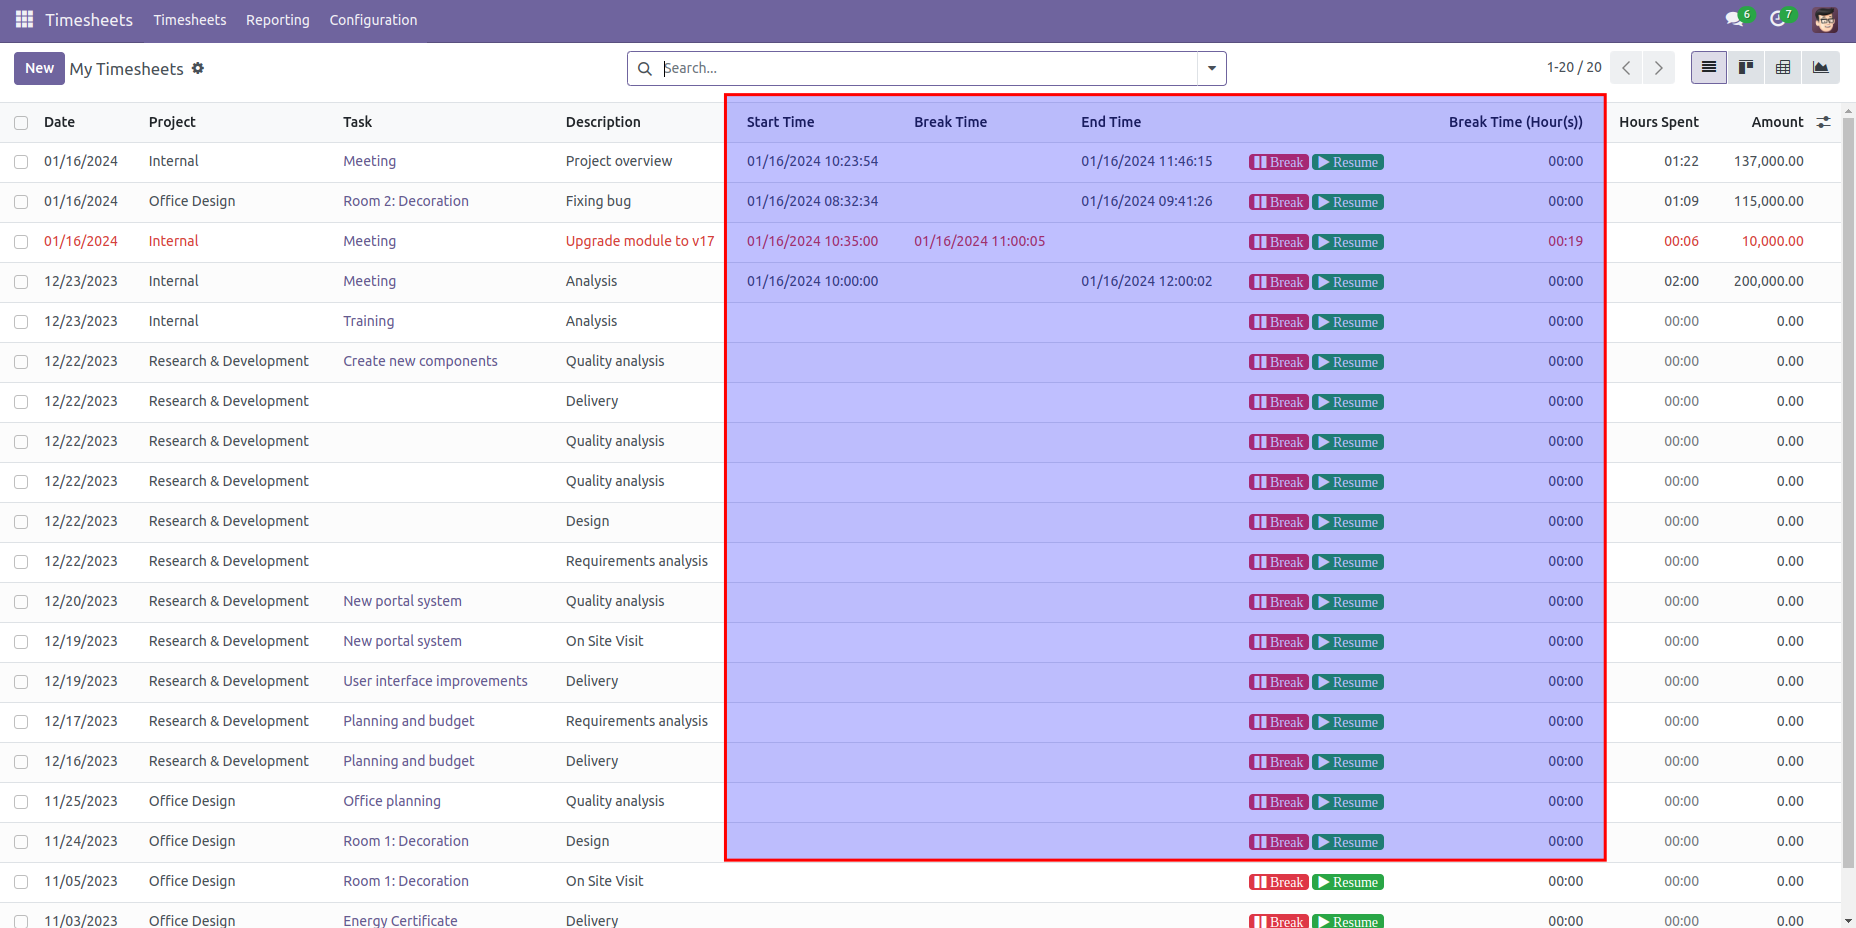 Timesheets Timesheets Reporting Configuration 6 7
New My Timesheets Search... 1-20 / 20
Date Project Task Description Start Time Break Time End Time Break Time (Hour(s)) Hours Spent Amount
01/16/2024 Internal Meeting Project overview 01/16/2024 10:23:54 01/16/2024 11:46:15 Break Resume 00:00 01:22 137,000.00
01/16/2024 Office Design Room 2: Decoration Fixing bug 01/16/2024 08:32:34 01/16/2024 09:41:26 Break Resume 00:00 01:09 115,000.00
01/16/2024 Internal Meeting Upgrade module to v17 01/16/2024 10:35:00 01/16/2024 11:00:05 Break Resume 00:19 00:06 10,000.00
12/23/2023 Internal Meeting Analysis 01/16/2024 10:00:00 01/16/2024 12:00:02 Break Resume 00:00 02:00 200,000.00
12/23/2023 Internal Training Analysis Break Resume 00:00 00:00 0.00
12/22/2023 Research & Development Create new components Quality analysis Break Resume 00:00 00:00 0.00
12/22/2023 Research & Development Delivery Break Resume 00:00 00:00 0.00
12/22/2023 Research & Development Quality analysis Break Resume 00:00 00:00 0.00
12/22/2023 Research & Development Quality analysis Break Resume 00:00 00:00 0.00
12/22/2023 Research & Development Design Break Resume 00:00 00:00 0.00
12/22/2023 Research & Development Requirements analysis Break Resume 00:00 00:00 0.00
12/20/2023 Research & Development New portal system Quality analysis Break Resume 00:00 00:00 0.00
12/19/2023 Research & Development New portal system On Site Visit Break Resume 00:00 00:00 0.00
12/19/2023 Research & Development User interface improvements Delivery Break Resume 00:00 00:00 0.00
12/17/2023 Research & Development Planning and budget Requirements analysis Break Resume 00:00 00:00 0.00
12/16/2023 Research & Development Planning and budget Delivery Break Resume 00:00 00:00 0.00
11/25/2023 Office Design Office planning Quality analysis Break Resume 00:00 00:00 0.00
11/24/2023 Office Design Room 1: Decoration Design Break Resume 00:00 00:00 0.00
11/05/2023 Office Design Room 1: Decoration On Site Visit Break Resume 00:00 00:00 0.00
11/03/2023 Office Design Energy Certificate Delivery Break Resume 00:00 00:00 0.00